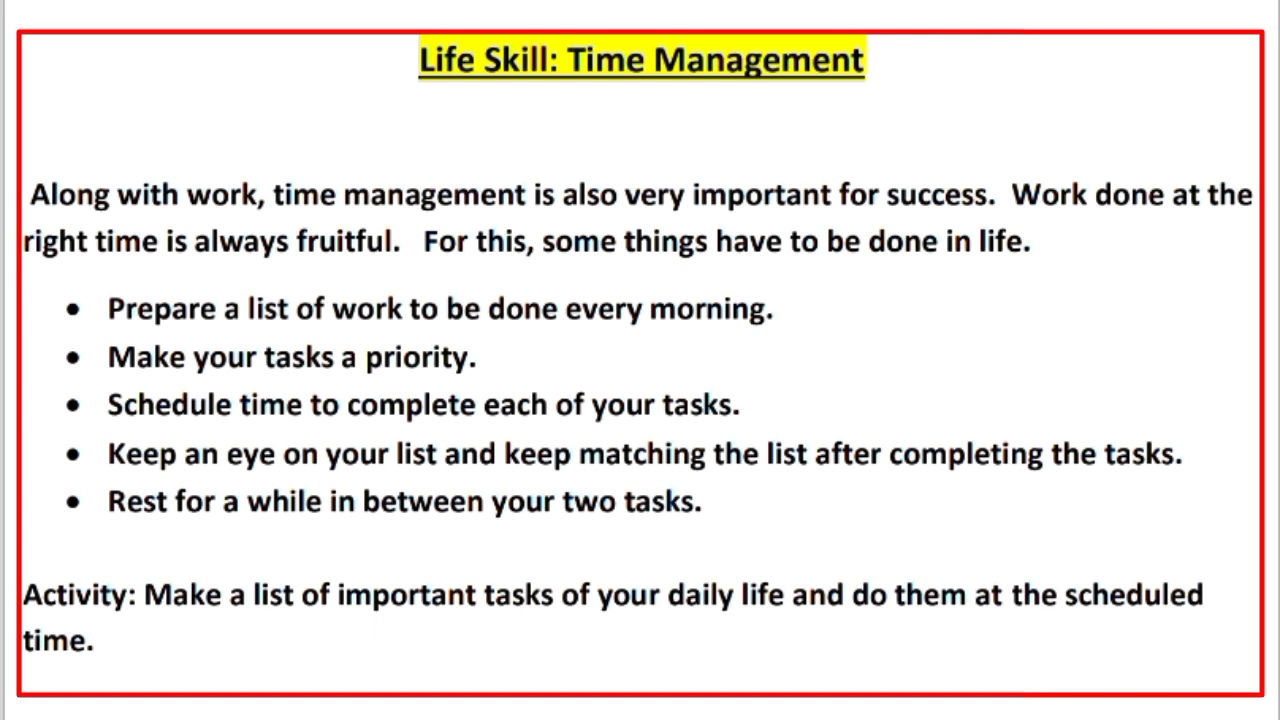 Life Skill: Time Management
Along with work, time management is also very important for success.  Work done at the
right time is always fruitful.   For this, some things have to be done in life.
• Prepare a list of work to be done every morning.
• Make your tasks a priority.
• Schedule time to complete each of your tasks.
• Keep an eye on your list and keep matching the list after completing the tasks.
• Rest for a while in between your two tasks.
Activity: Make a list of important tasks of your daily life and do them at the scheduled
time.